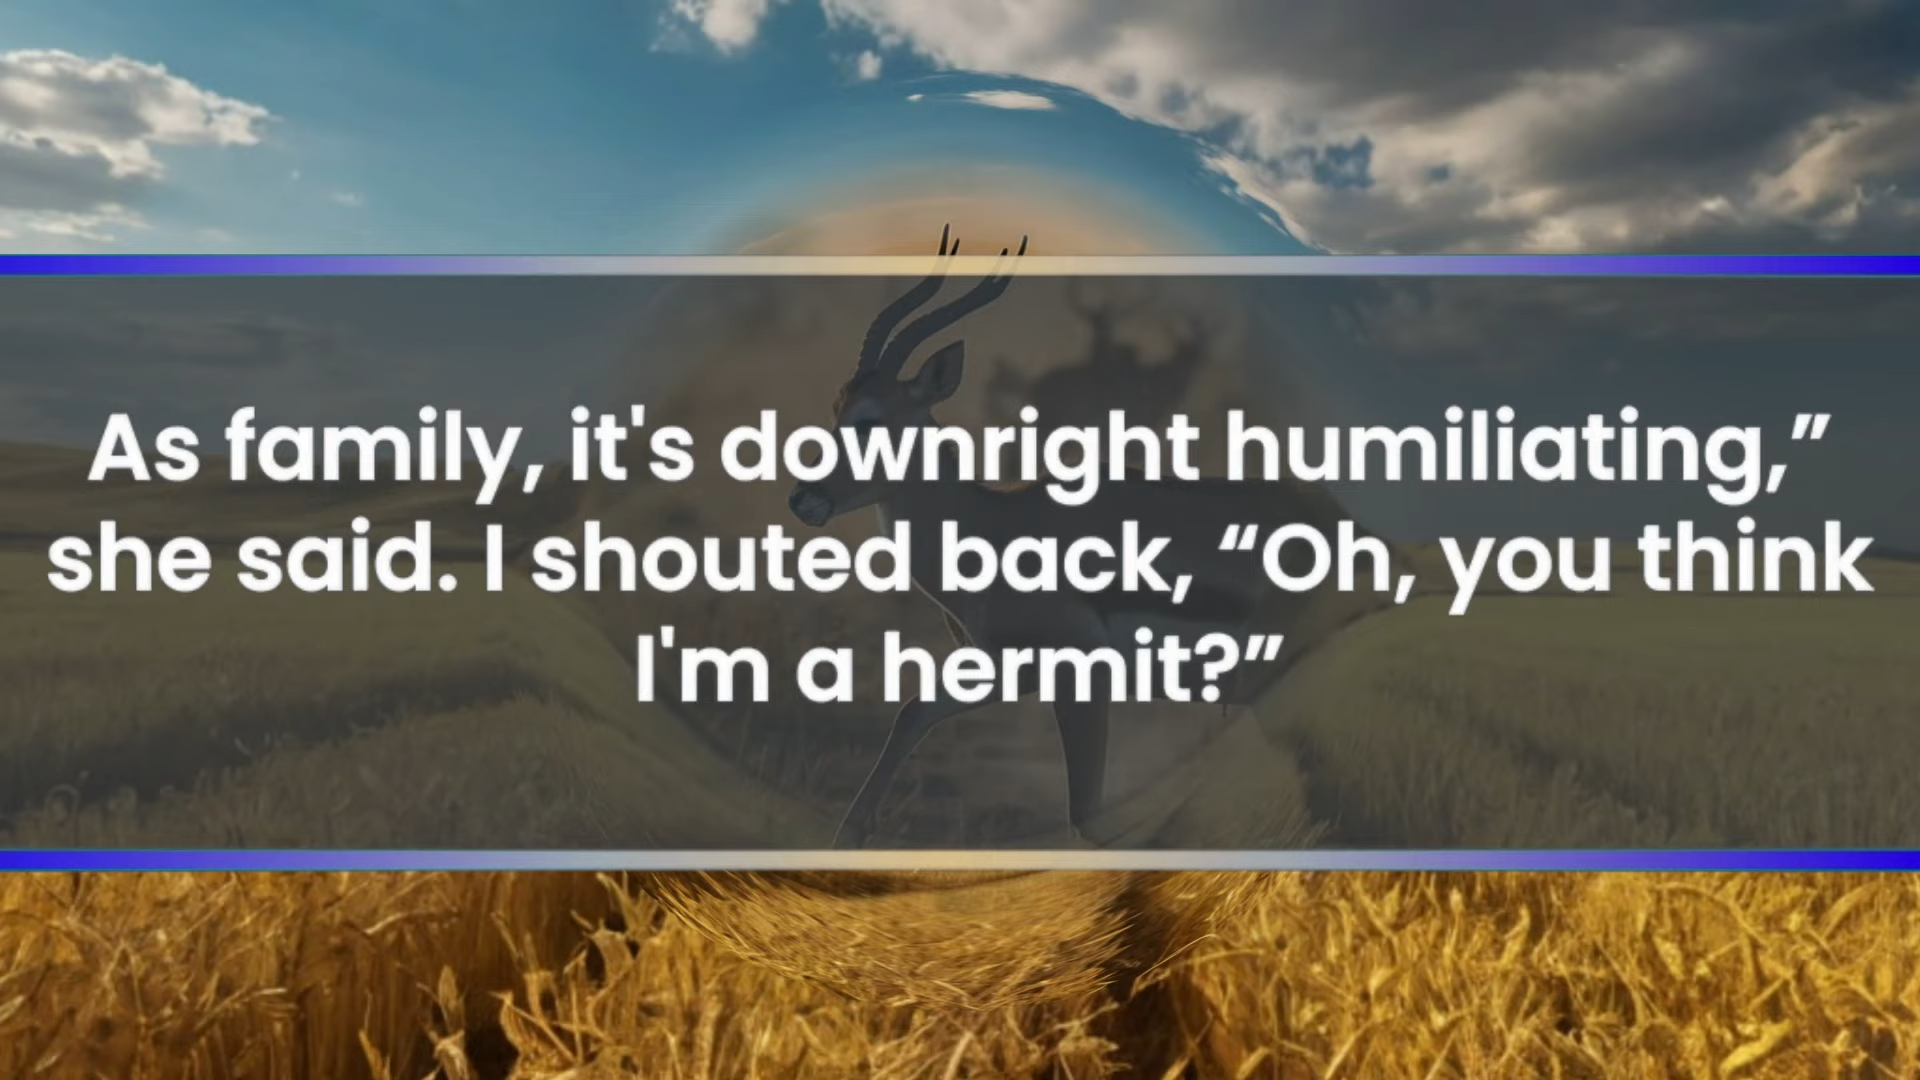 As family, it's downright humiliating,”
she said. I shouted back, “Oh, you think
I'm a hermit?”